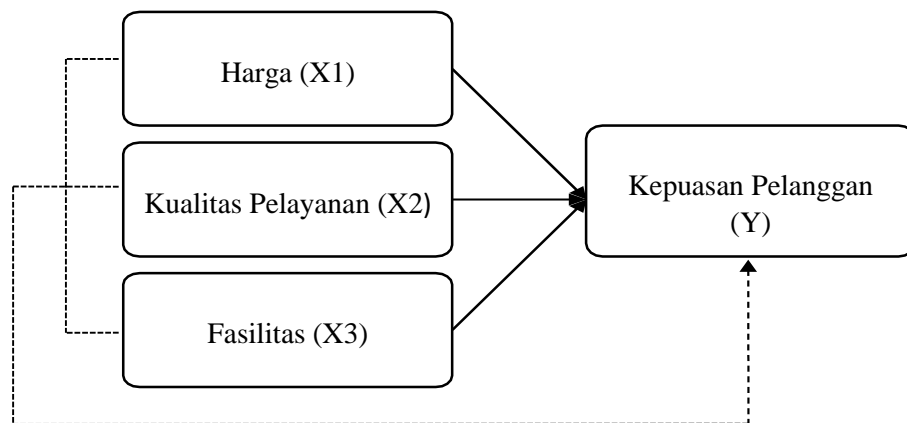 Harga (X1)
Kualitas Pelayanan (X2)
Fasilitas (X3)
Kepuasan Pelanggan
(Y)